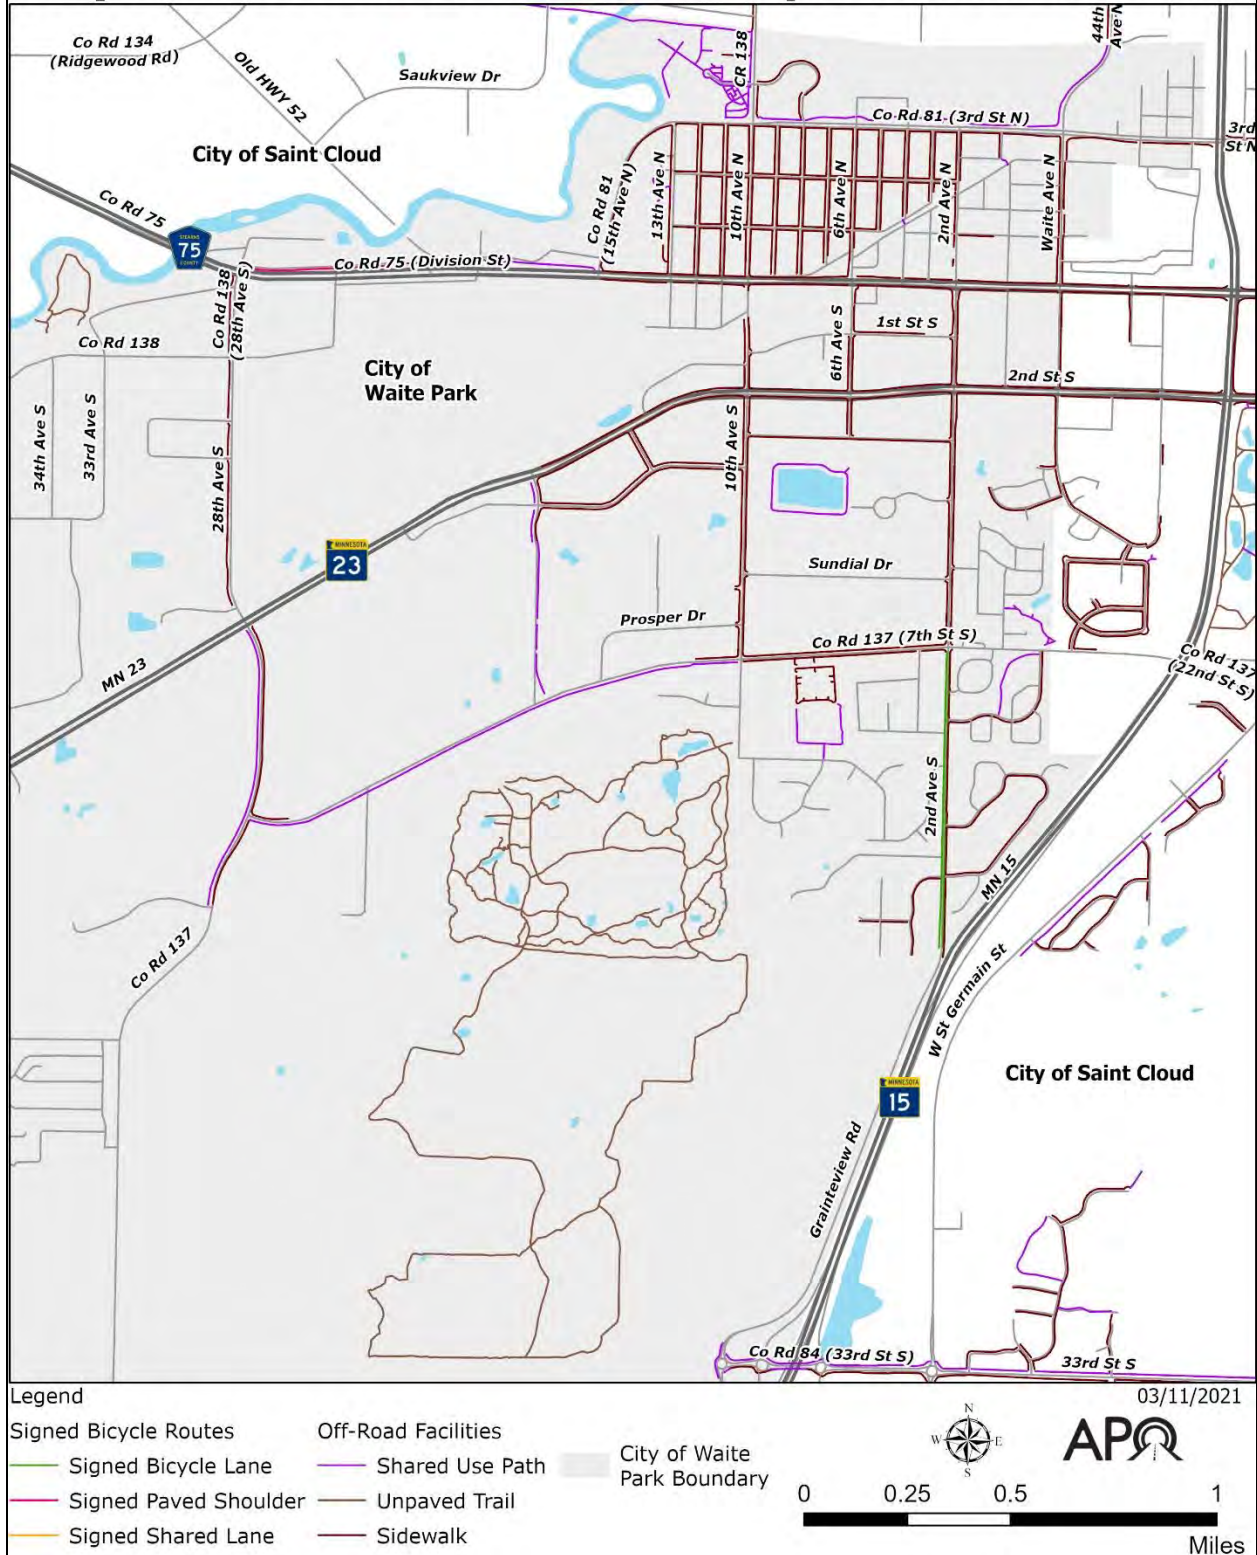 Co Rd 134
(Ridgewood Rd)
Old HWY 52
Saukview Dr
CR 138
44th
Ave N
Co Rd 81 (3rd St N)
3rd
St N
City of Saint Cloud
Co Rd 75
STEARNS
75
COUNTY
Co Rd 81
(15th Ave N)
13th Ave N
10th Ave N
6th Ave N
2nd Ave N
Waite Ave N
Co Rd 75 (Division St)
Co Rd 138
(28th Ave S)
Co Rd 138
City of
Waite Park
6th Ave S
1st St S
2nd St S
34th Ave S
33rd Ave S
28th Ave S
10th Ave S
MINNESOTA
23
Sundial Dr
Prosper Dr
Co Rd 137 (7th St S)
Co Rd 137
(22nd St S)
MN 23
2nd Ave S
MN 15
Co Rd 137
W St Germain St
City of Saint Cloud
MINNESOTA
15
Grainteview Rd
Co Rd 84 (33rd St S)
33rd St S
Legend
03/11/2021
Signed Bicycle Routes
Off-Road Facilities
Signed Bicycle Lane
Shared Use Path
City of Waite
Park Boundary
Signed Paved Shoulder
Unpaved Trail
Signed Shared Lane
Sidewalk
N
W
E
S
APO
0
0.25
0.5
1
Miles